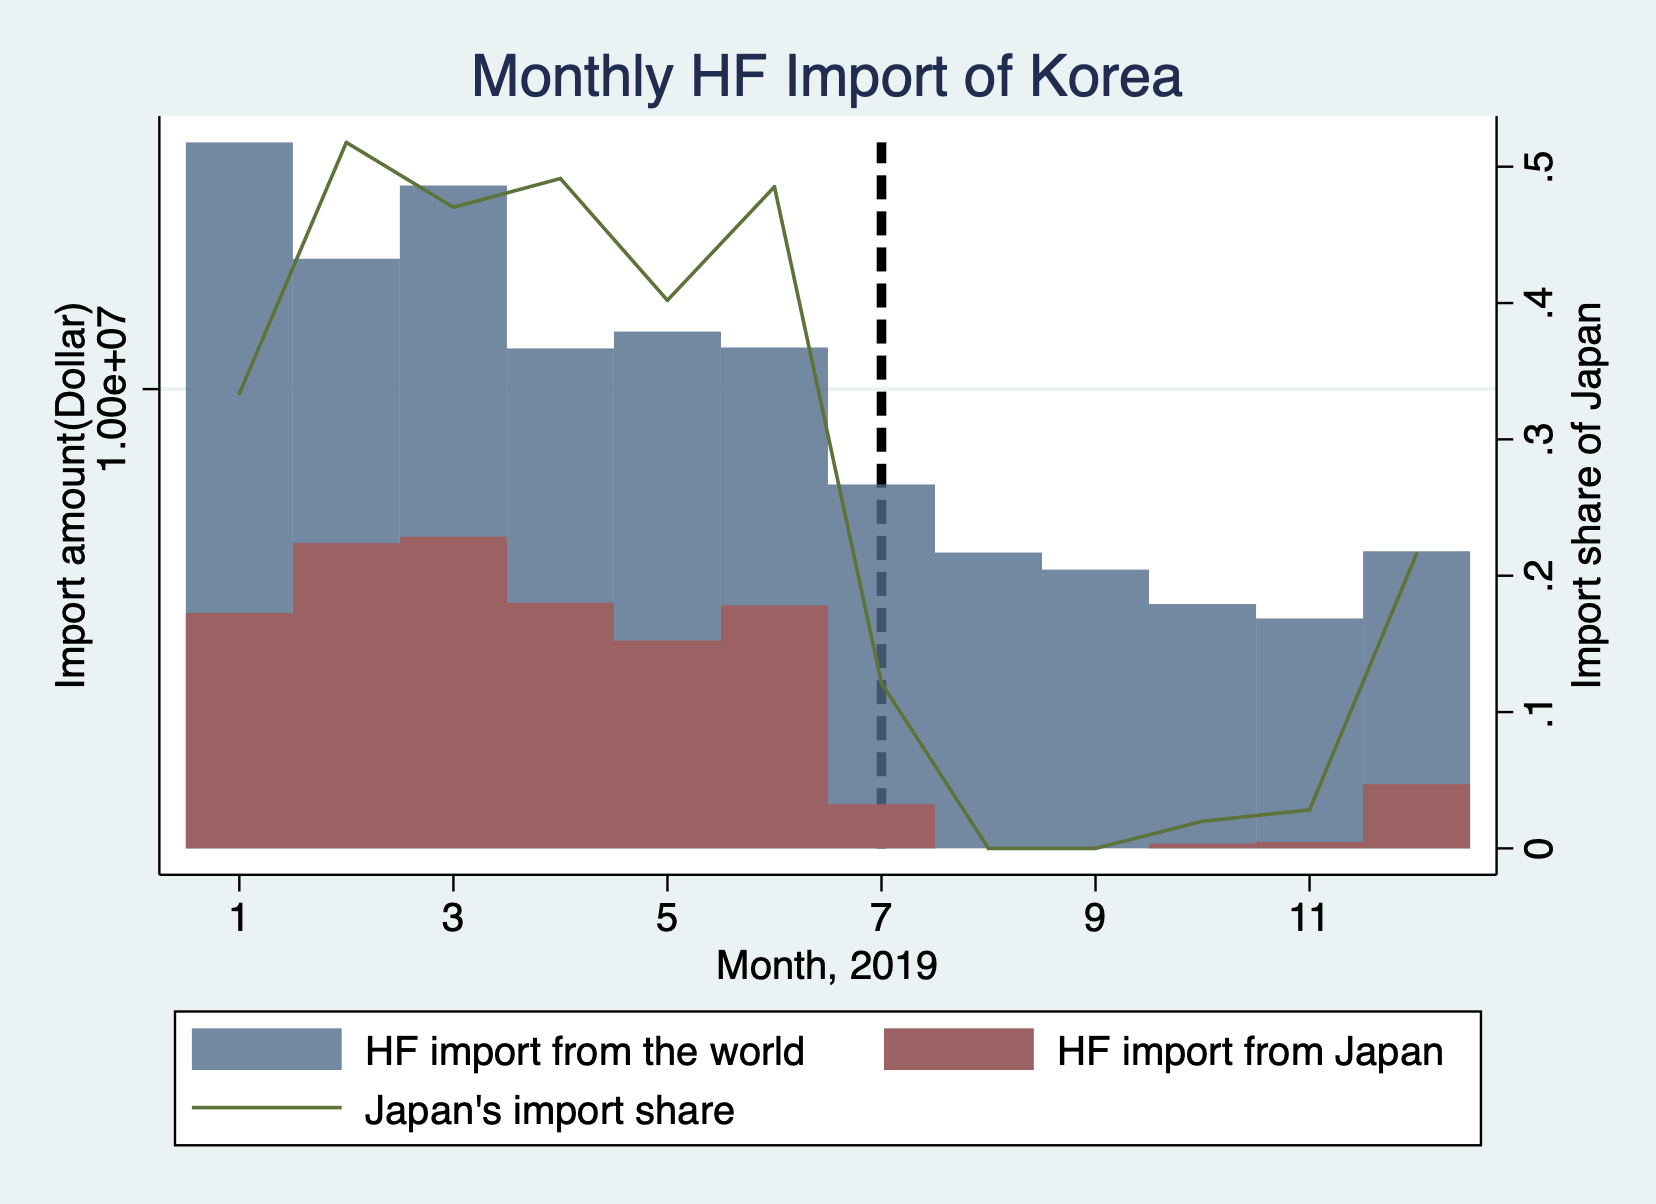 Monthly HF Import of Korea
Import amount(Dollar)
1.00e+07
.5
.4
.3
.2
.1
0
Import share of Japan
1 3 5 7 9 11
Month, 2019
HF import from the world HF import from Japan
Japan's import share